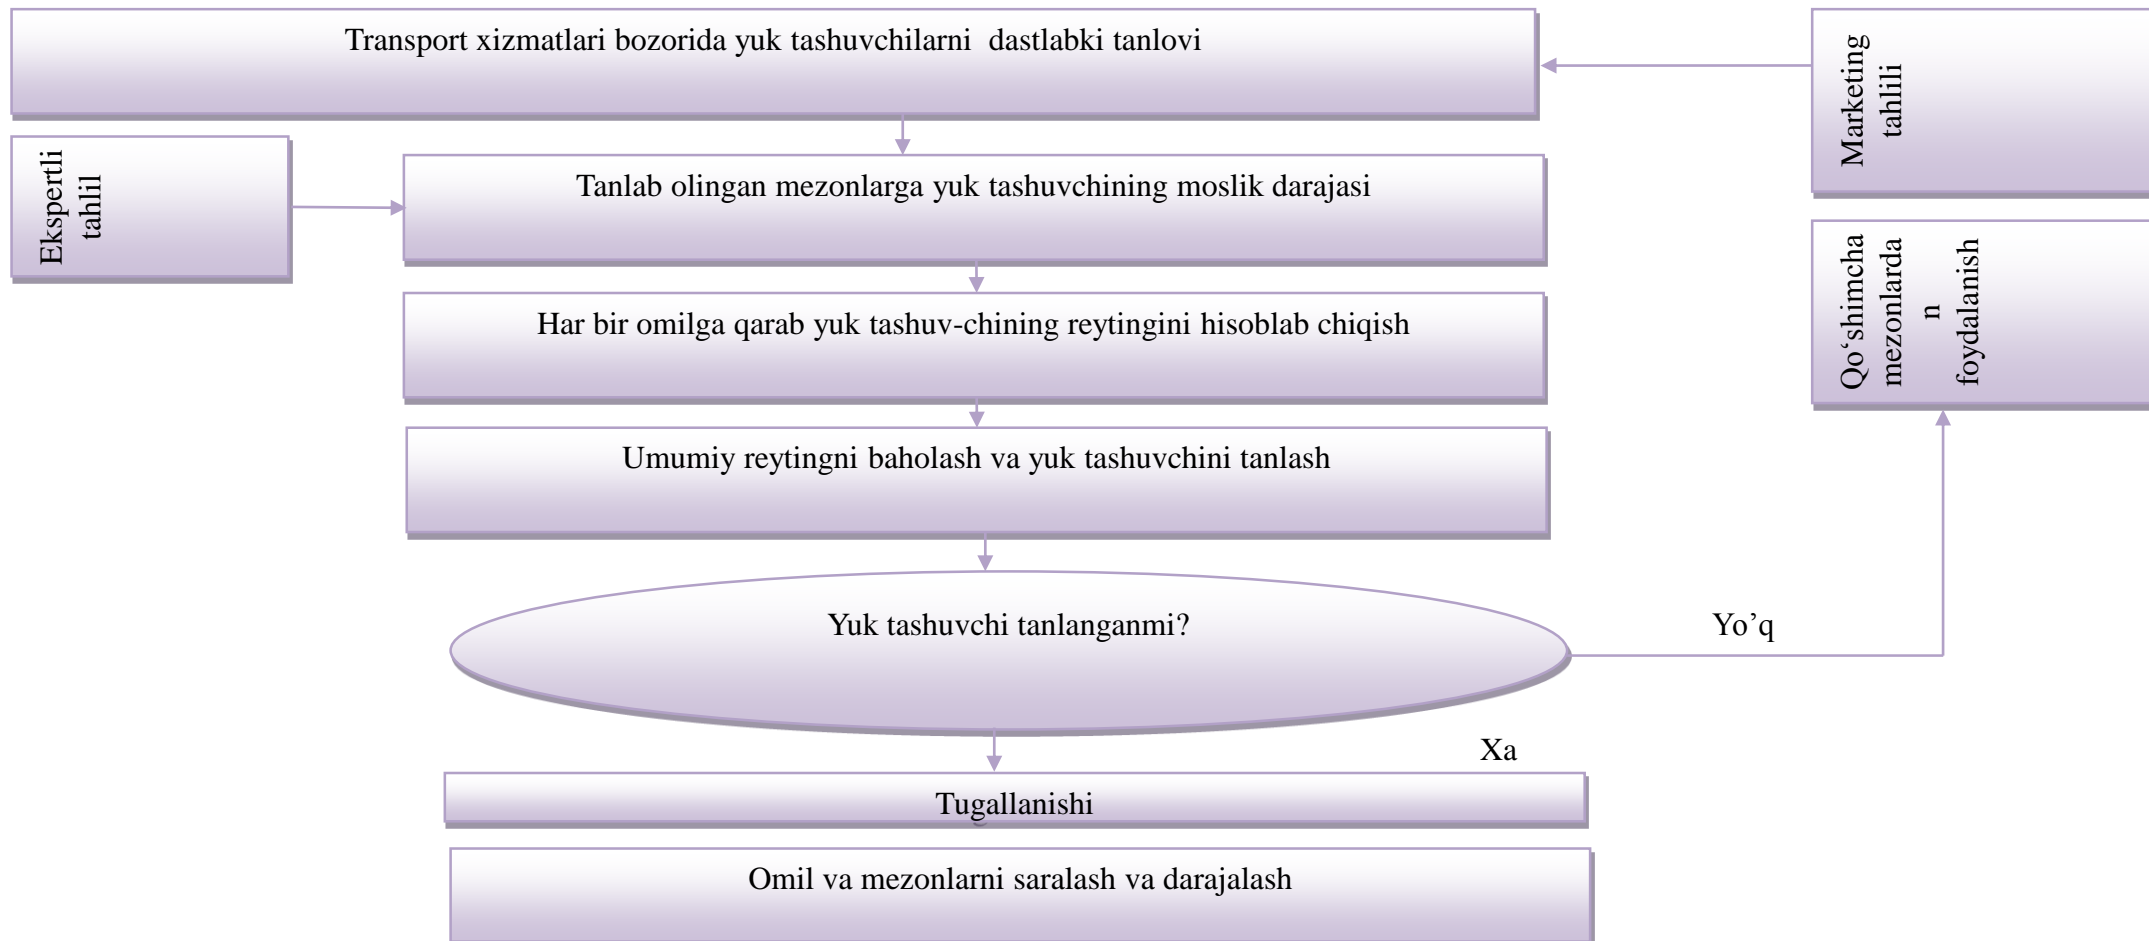 Transport xizmatlari bozorida yuk tashuvchilarni  dastlabki tanlovi
Marketing
tahlili
Ekspertli
tahlil
Tanlab olingan mezonlarga yuk tashuvchining moslik darajasi
Qo‘shimcha
mezonlarda
n
foydalanish
Har bir omilga qarab yuk tashuv-chining reytingini hisoblab chiqish
Umumiy reytingni baholash va yuk tashuvchini tanlash
Yuk tashuvchi tanlanganmi?
Yo’q
Xa
Tugallanishi
Omil va mezonlarni saralash va darajalash